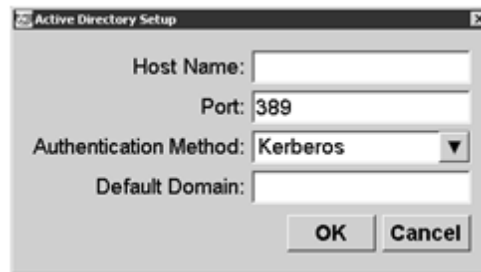 Active Directory Setup
Host Name:
Port: 389
Authentication Method: Kerberos
Default Domain:
OK Cancel